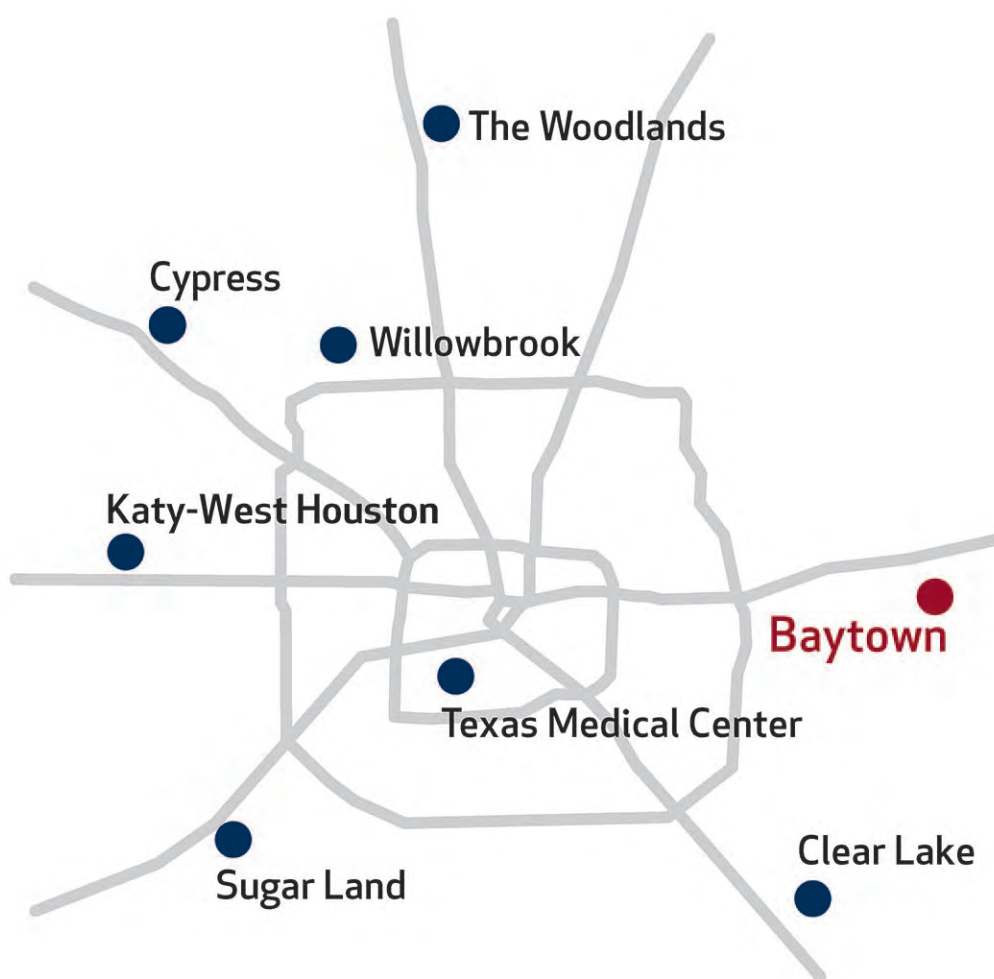 The Woodlands
Cypress
Willowbrook
Katy-West Houston
Baytown
Texas Medical Center
Clear Lake
Sugar Land